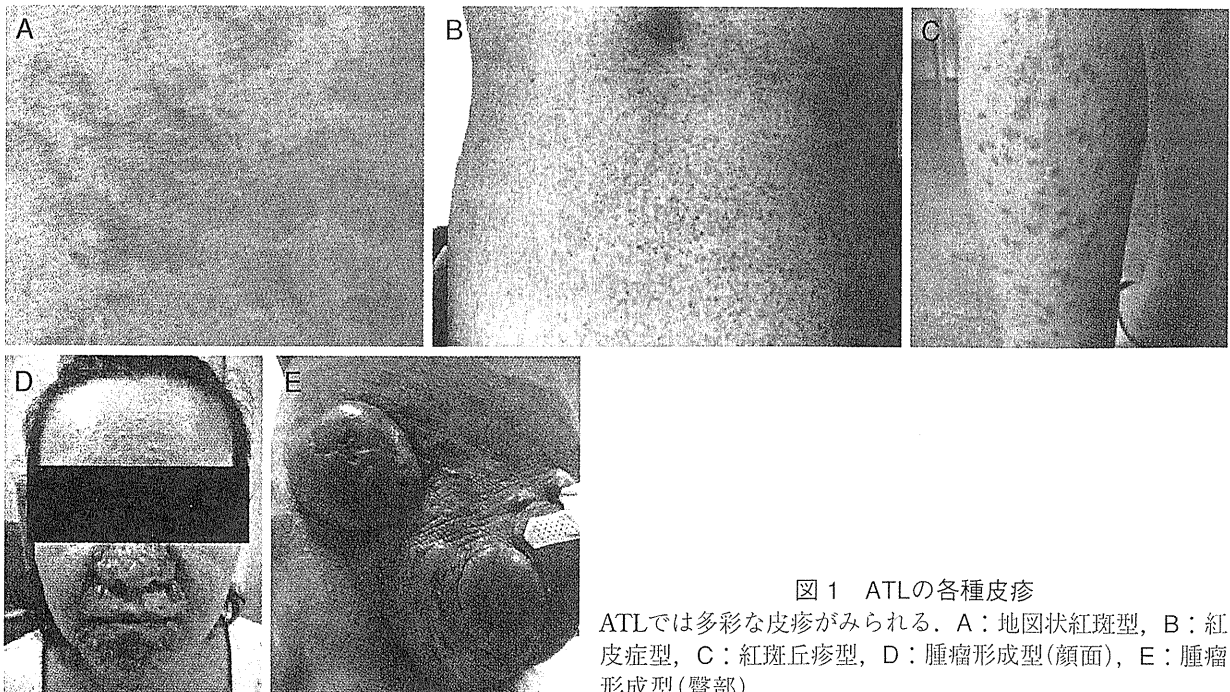 A
B
C
D
E
図1 ATLの各種皮疹
ATLでは多彩な皮疹がみられる．A：地図状紅斑型，B：紅
皮症型，C：紅斑丘疹型，D：腫瘤形成型(顔面)，E：腫瘤
形成型(臀部)